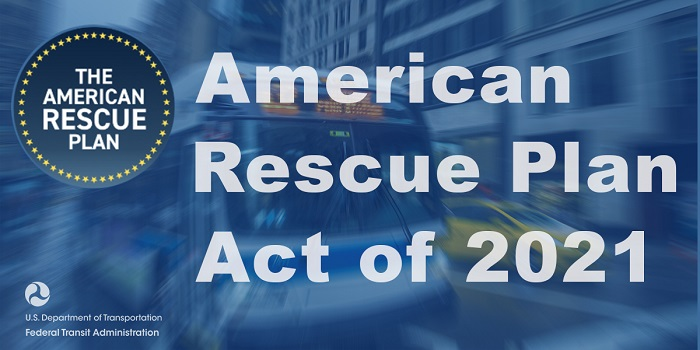 THE
AMERICAN
RESCUE
PLAN
American
Rescue Plan
Act of 2021
U.S. Department of Transportation
Federal Transit Administration